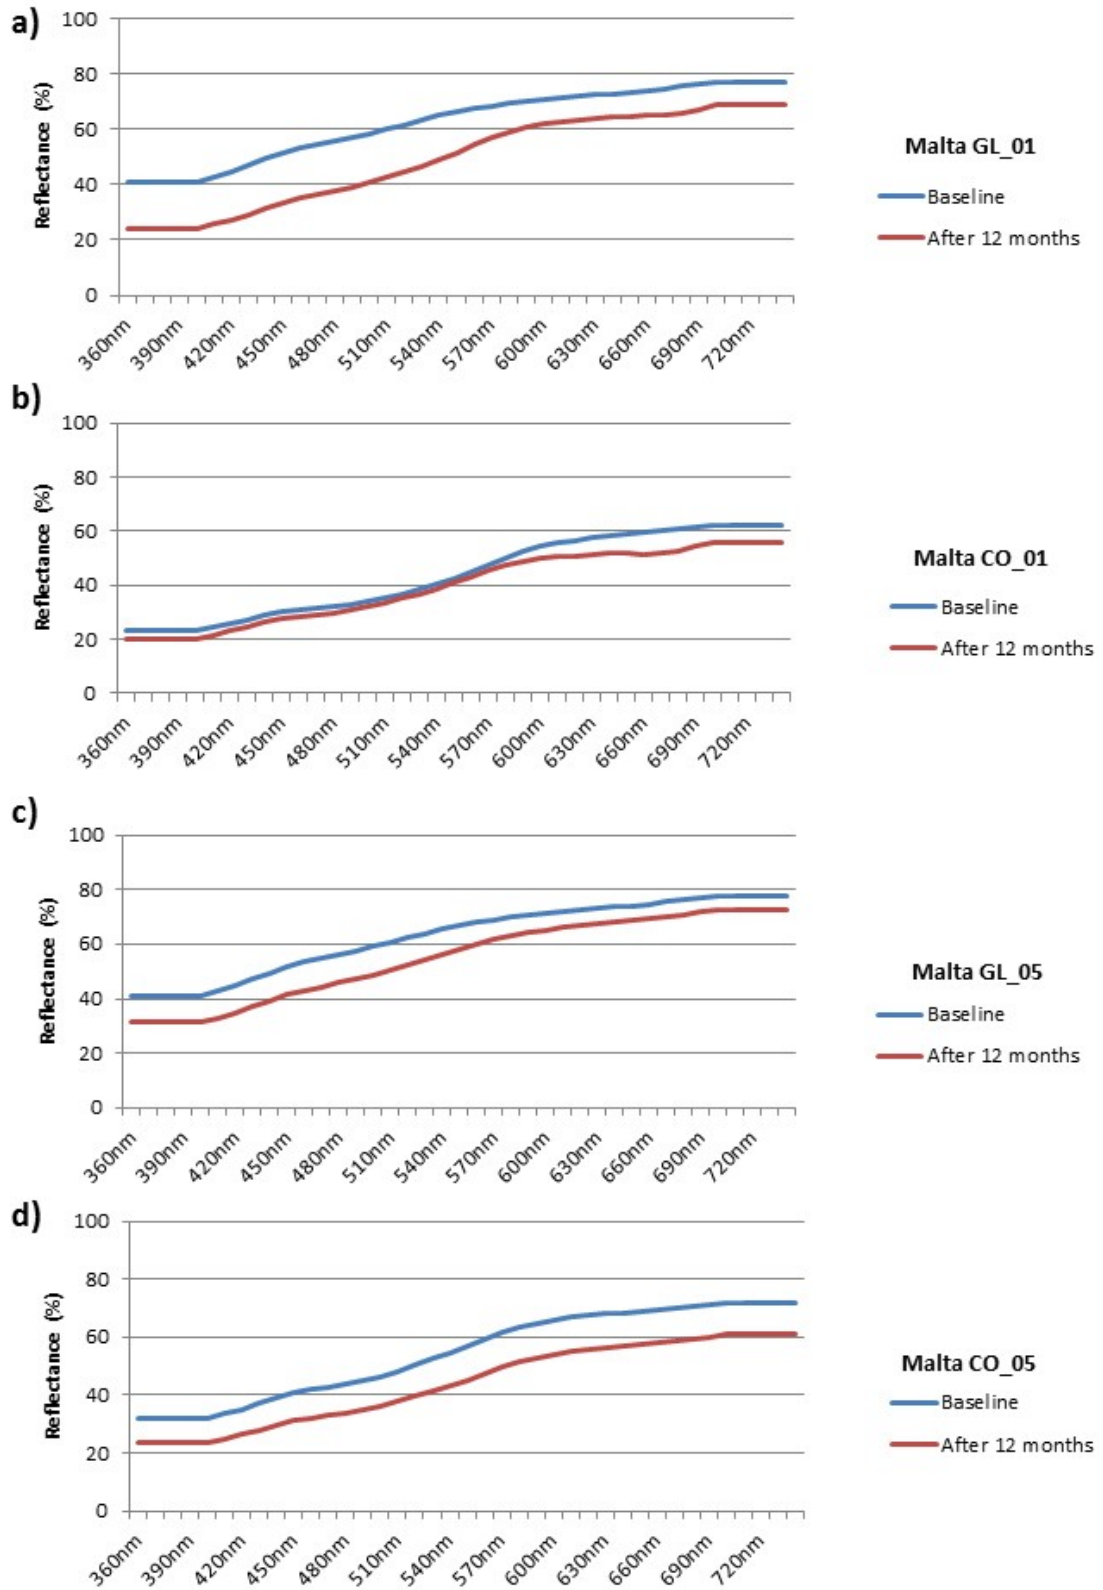 a)
100
80
60
40
20
0
Reflectance (%)
360nm 390nm 420nm 450nm 480nm 510nm 540nm 570nm 600nm 630nm 660nm 690nm 720nm
Malta GL_01
Baseline
After 12 months
b)
100
80
60
40
20
0
Reflectance (%)
360nm 390nm 420nm 450nm 480nm 510nm 540nm 570nm 600nm 630nm 660nm 690nm 720nm
Malta CO_01
Baseline
After 12 months
c)
100
80
60
40
20
0
Reflectance (%)
360nm 390nm 420nm 450nm 480nm 510nm 540nm 570nm 600nm 630nm 660nm 690nm 720nm
Malta GL_05
Baseline
After 12 months
d)
100
80
60
40
20
0
Reflectance (%)
360nm 390nm 420nm 450nm 480nm 510nm 540nm 570nm 600nm 630nm 660nm 690nm 720nm
Malta CO_05
Baseline
After 12 months